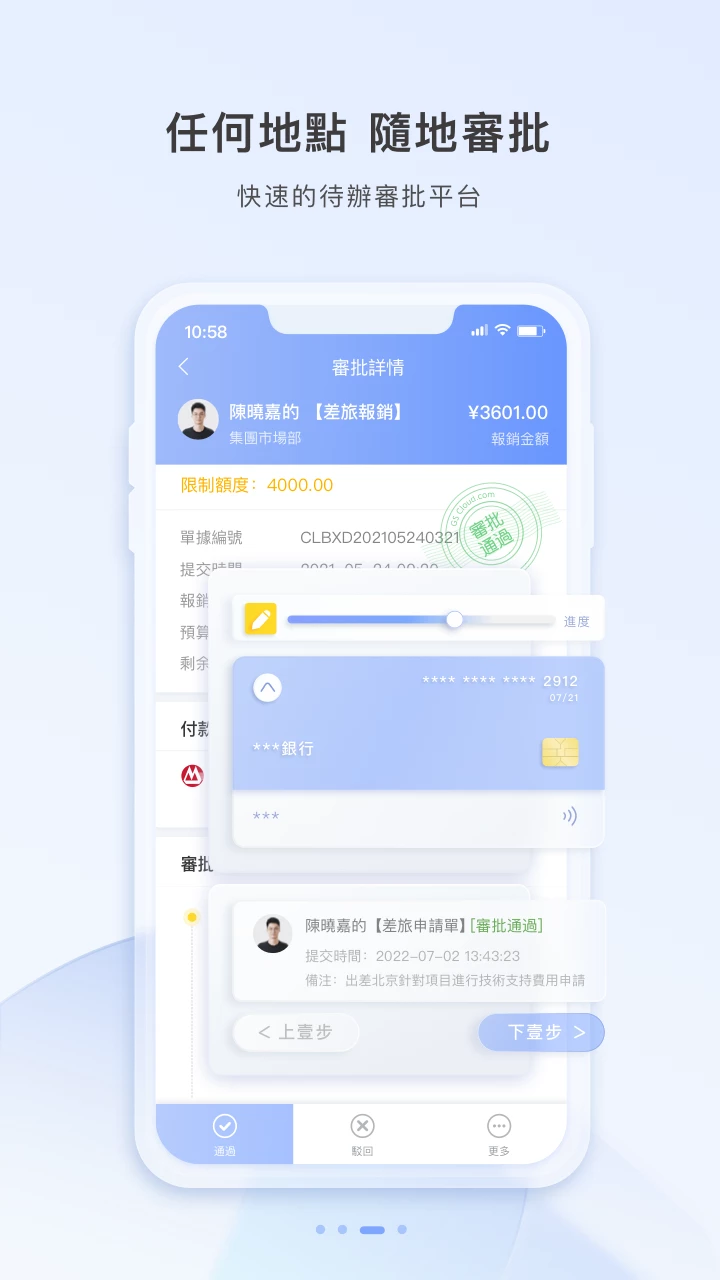 任何地點 隨地審批
快速的待辦審批平台
10:58
審批詳情
陳曉嘉的 【差旅報銷】
¥3601.00
集團市場部
報銷金額
限制額度：4000.00
GS Cloud.com
審批
通過
單據編號
CLBXD202105240321
提交時間
2021-05-24 09:20
報銷
預算
剩余
進度
**** **** **** 2912
07/21
***銀行
付款
***
審批
陳曉嘉的【差旅申請單】[審批通過]
提交時間：2022-07-02 13:43:23
備注：出差北京針對項目進行技術支持費用申請
< 上壹步
下壹步 >
通過
駁回
更多